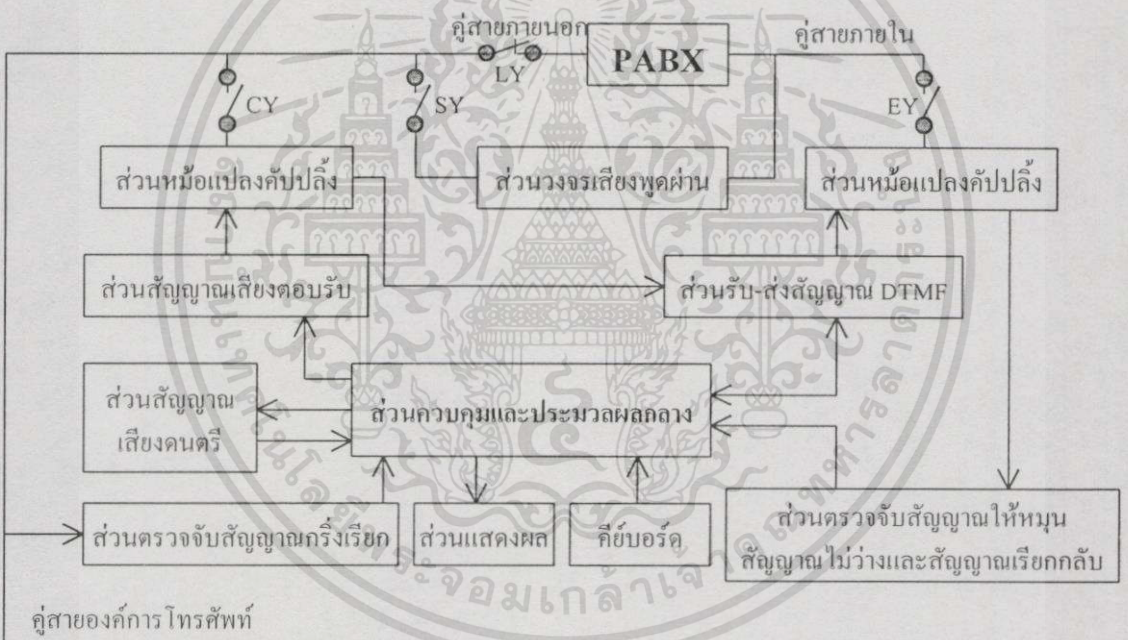 คู่สายภายนอก
คู่สายภายใน
PABX
LY
CY
SY
EY
ส่วนหม้อแปลงคัปปลิ้ง
ส่วนวงจรเสียงพูดผ่าน
ส่วนหม้อแปลงคัปปลิ้ง
ส่วนสัญญาณเสียงตอบรับ
ส่วนรับ-ส่งสัญญาณ DTMF
ส่วนสัญญาณ
เสียงดนตรี
ส่วนควบคุมและประมวลผลกลาง
ส่วนตรวจจับสัญญาณกริ่งเรียก
ส่วนแสดงผล
คีย์บอร์ด
ส่วนตรวจจับสัญญาณให้หมุน
สัญญาณไม่ว่างและสัญญาณเรียกกลับ
คู่สายองค์การโทรศัพท์